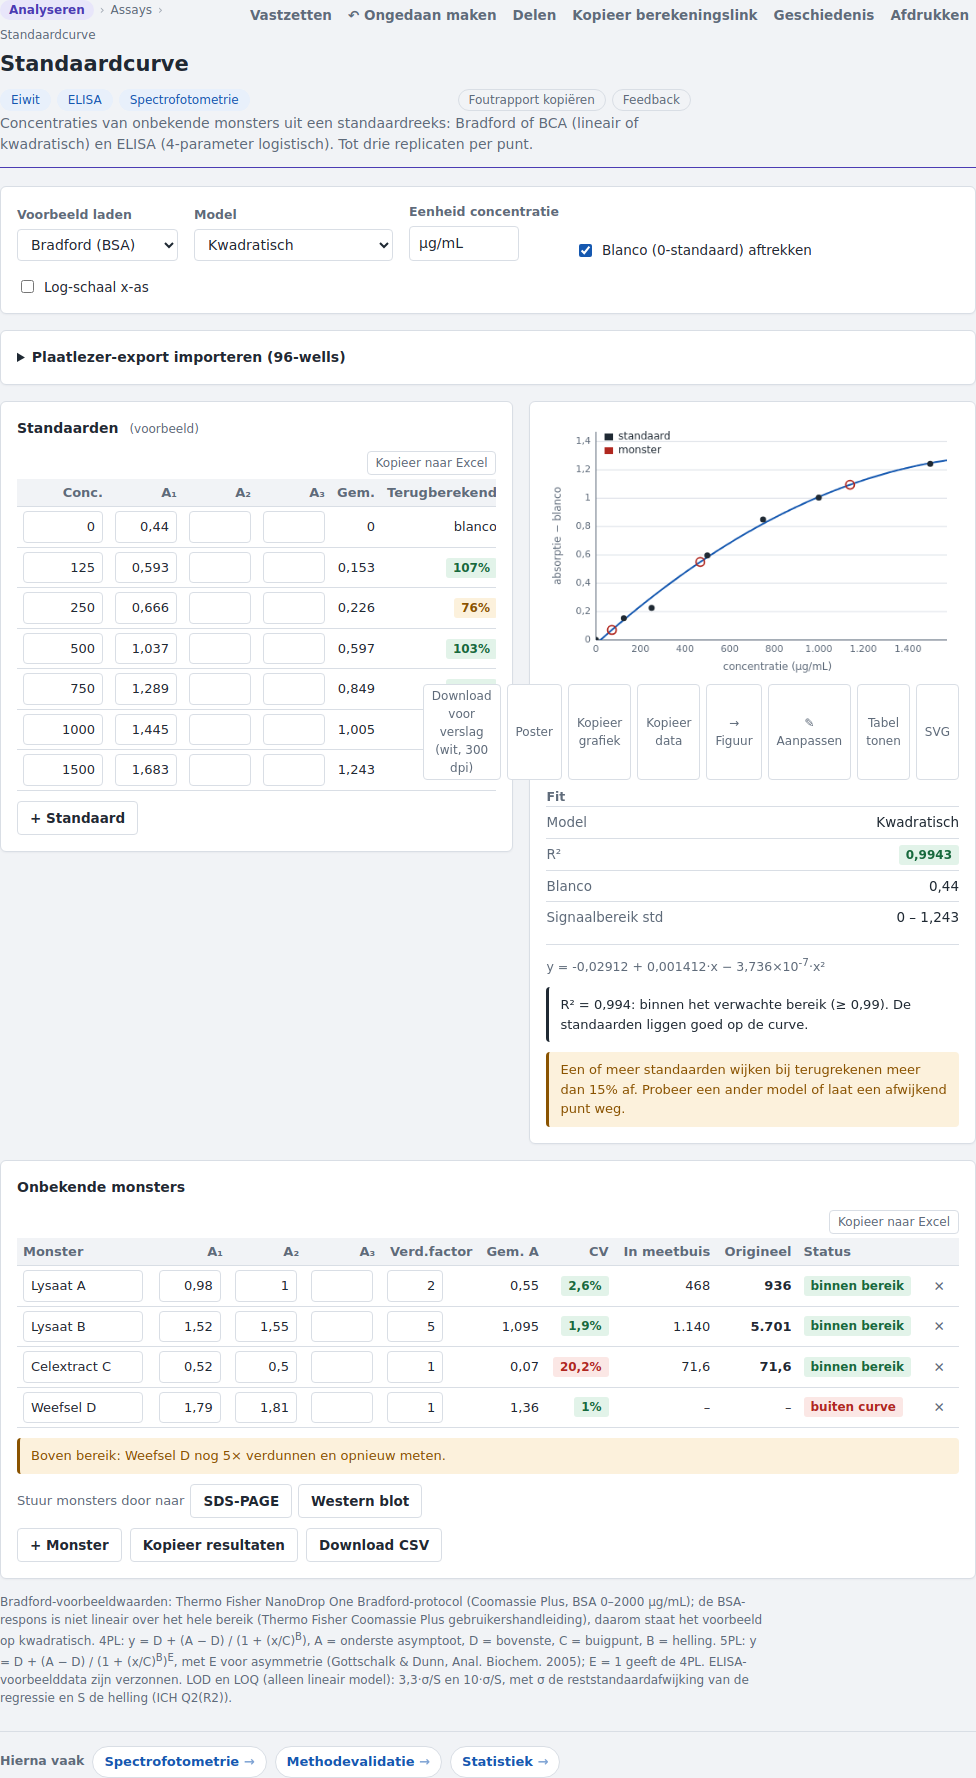 Analyseren › Assays ›
Standaardcurve
Vastzetten ↶ Ongedaan maken Delen Kopieer berekeningslink Geschiedenis Afdrukken
Standaardcurve
Eiwit ELISA Spectrofotometrie
Foutrapport kopiëren Feedback
Concentraties van onbekende monsters uit een standaardreeks: Bradford of BCA (lineair of
kwadratisch) en ELISA (4-parameter logistisch). Tot drie replicaten per punt.
Voorbeeld laden Model Eenheid concentratie
Bradford (BSA) Kwadratisch µg/mL Blanco (0-standaard) aftrekken
Log-schaal x-as
▶ Plaatlezer-export importeren (96-wells)
Standaarden (voorbeeld)
Kopieer naar Excel
Conc. A₁ A₂ A₃ Gem. Terugberekend
0 0,44 0 blanco
125 0,593 0,153 107%
250 0,666 0,226 76%
500 1,037 0,597 103%
750 1,289 0,849
1000 1,445 1,005
1500 1,683 1,243
+ Standaard
standaard
monster
absorptie − blanco
1,4
1,2
1
0,8
0,6
0,4
0,2
0
0 200 400 600 800 1.000 1.200 1.400
concentratie (µg/mL)
Download voor verslag (wit, 300 dpi)
Poster
Kopieer grafiek
Kopieer data
→ Figuur
✎ Aanpassen
Tabel tonen
SVG
Fit
Model Kwadratisch
R² 0,9943
Blanco 0,44
Signaalbereik std 0 – 1,243
y = -0,02912 + 0,001412·x − 3,736×10⁻⁷·x²
R² = 0,994: binnen het verwachte bereik (≥ 0,99). De
standaarden liggen goed op de curve.
Een of meer standaarden wijken bij terugrekenen meer
dan 15% af. Probeer een ander model of laat een afwijkend
punt weg.
Onbekende monsters
Kopieer naar Excel
Monster A₁ A₂ A₃ Verd.factor Gem. A CV In meetbuis Origineel Status
Lysaat A 0,98 1 2 0,55 2,6% 468 936 binnen bereik ×
Lysaat B 1,52 1,55 5 1,095 1,9% 1.140 5.701 binnen bereik ×
Celextract C 0,52 0,5 1 0,07 20,2% 71,6 71,6 binnen bereik ×
Weefsel D 1,79 1,81 1 1,36 1% – – buiten curve ×
Boven bereik: Weefsel D nog 5× verdunnen en opnieuw meten.
Stuur monsters door naar SDS-PAGE Western blot
+ Monster Kopieer resultaten Download CSV
Bradford-voorbeeldwaarden: Thermo Fisher NanoDrop One Bradford-protocol (Coomassie Plus, BSA 0–2000 µg/mL); de BSA-
respons is niet lineair over het hele bereik (Thermo Fisher Coomassie Plus gebruikershandleiding), daarom staat het voorbeeld
op kwadratisch. 4PL: y = D + (A − D) / (1 + (x/C)ᴮ), A = onderste asymptoot, D = bovenste, C = buigpunt, B = helling. 5PL: y
= D + (A − D) / (1 + (x/C)ᴮ)ᴱ, met E voor asymmetrie (Gottschalk & Dunn, Anal. Biochem. 2005); E = 1 geeft de 4PL. ELISA-
voorbeelddata zijn verzonnen. LOD en LOQ (alleen lineair model): 3,3·σ/S en 10·σ/S, met σ de reststandaardafwijking van de
regressie en S de helling (ICH Q2(R2)).
Hierna vaak Spectrofotometrie → Methodevalidatie → Statistiek →